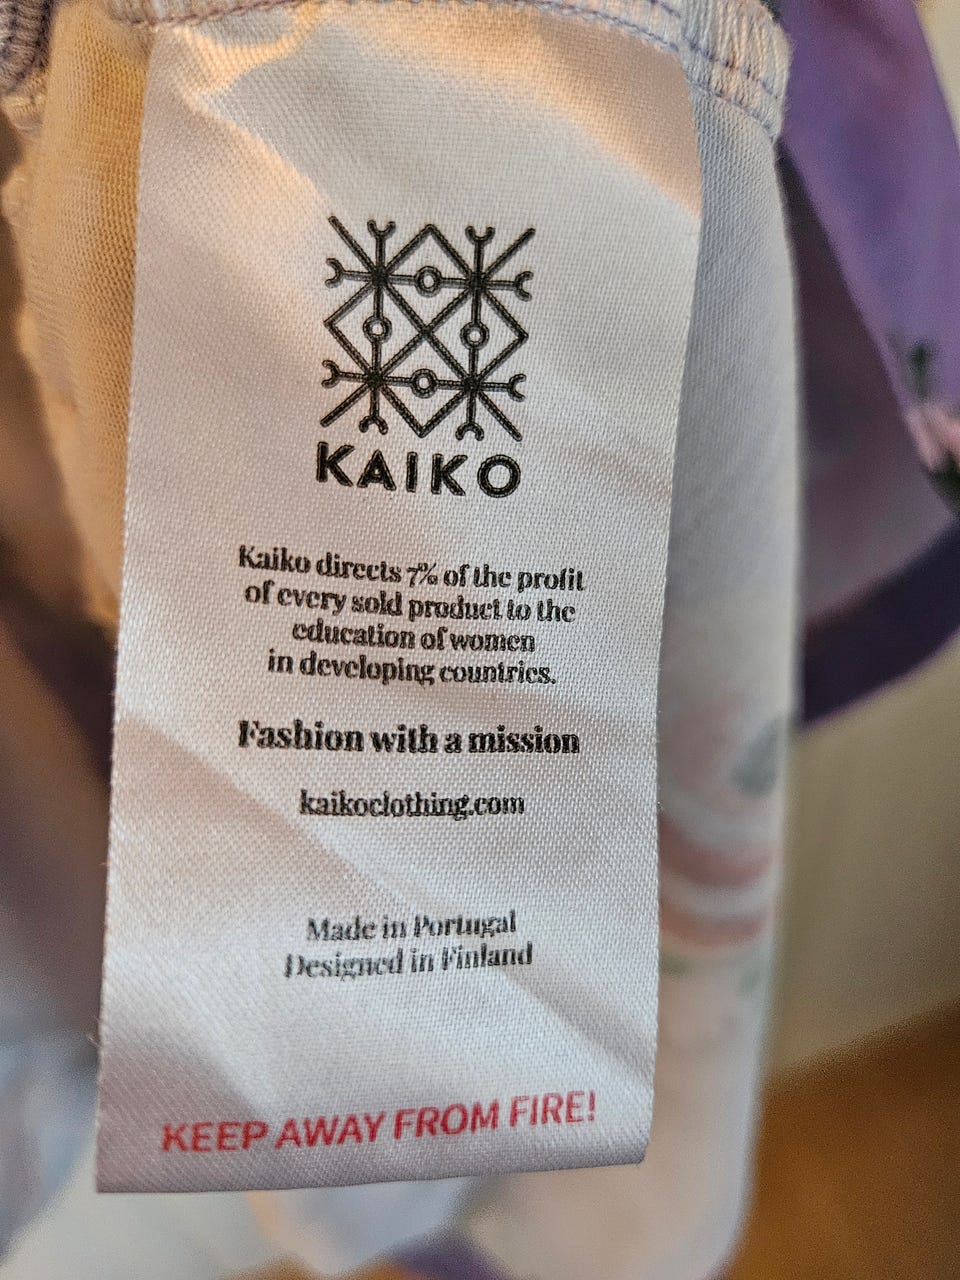 KAIKO
Kaiko directs 7% of the profit
of every sold product to the
education of women
in developing countries.
Fashion with a mission
kaikoclothing.com
Made in Portugal
Designed in Finland
KEEP AWAY FROM FIRE!